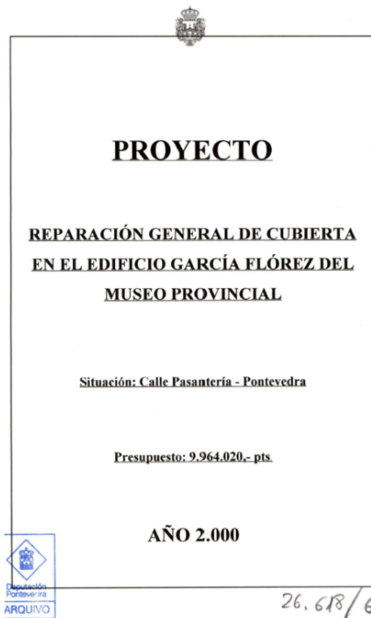 PROYECTO
REPARACIÓN GENERAL DE CUBIERTA
EN EL EDIFICIO GARCÍA FLÓREZ DEL
MUSEO PROVINCIAL
Situación: Calle Pasantería - Pontevedra
Presupuesto: 9.964.020,- pts
AÑO 2.000
Deputación
Pontevedra
ARQUIVO
26.618/6